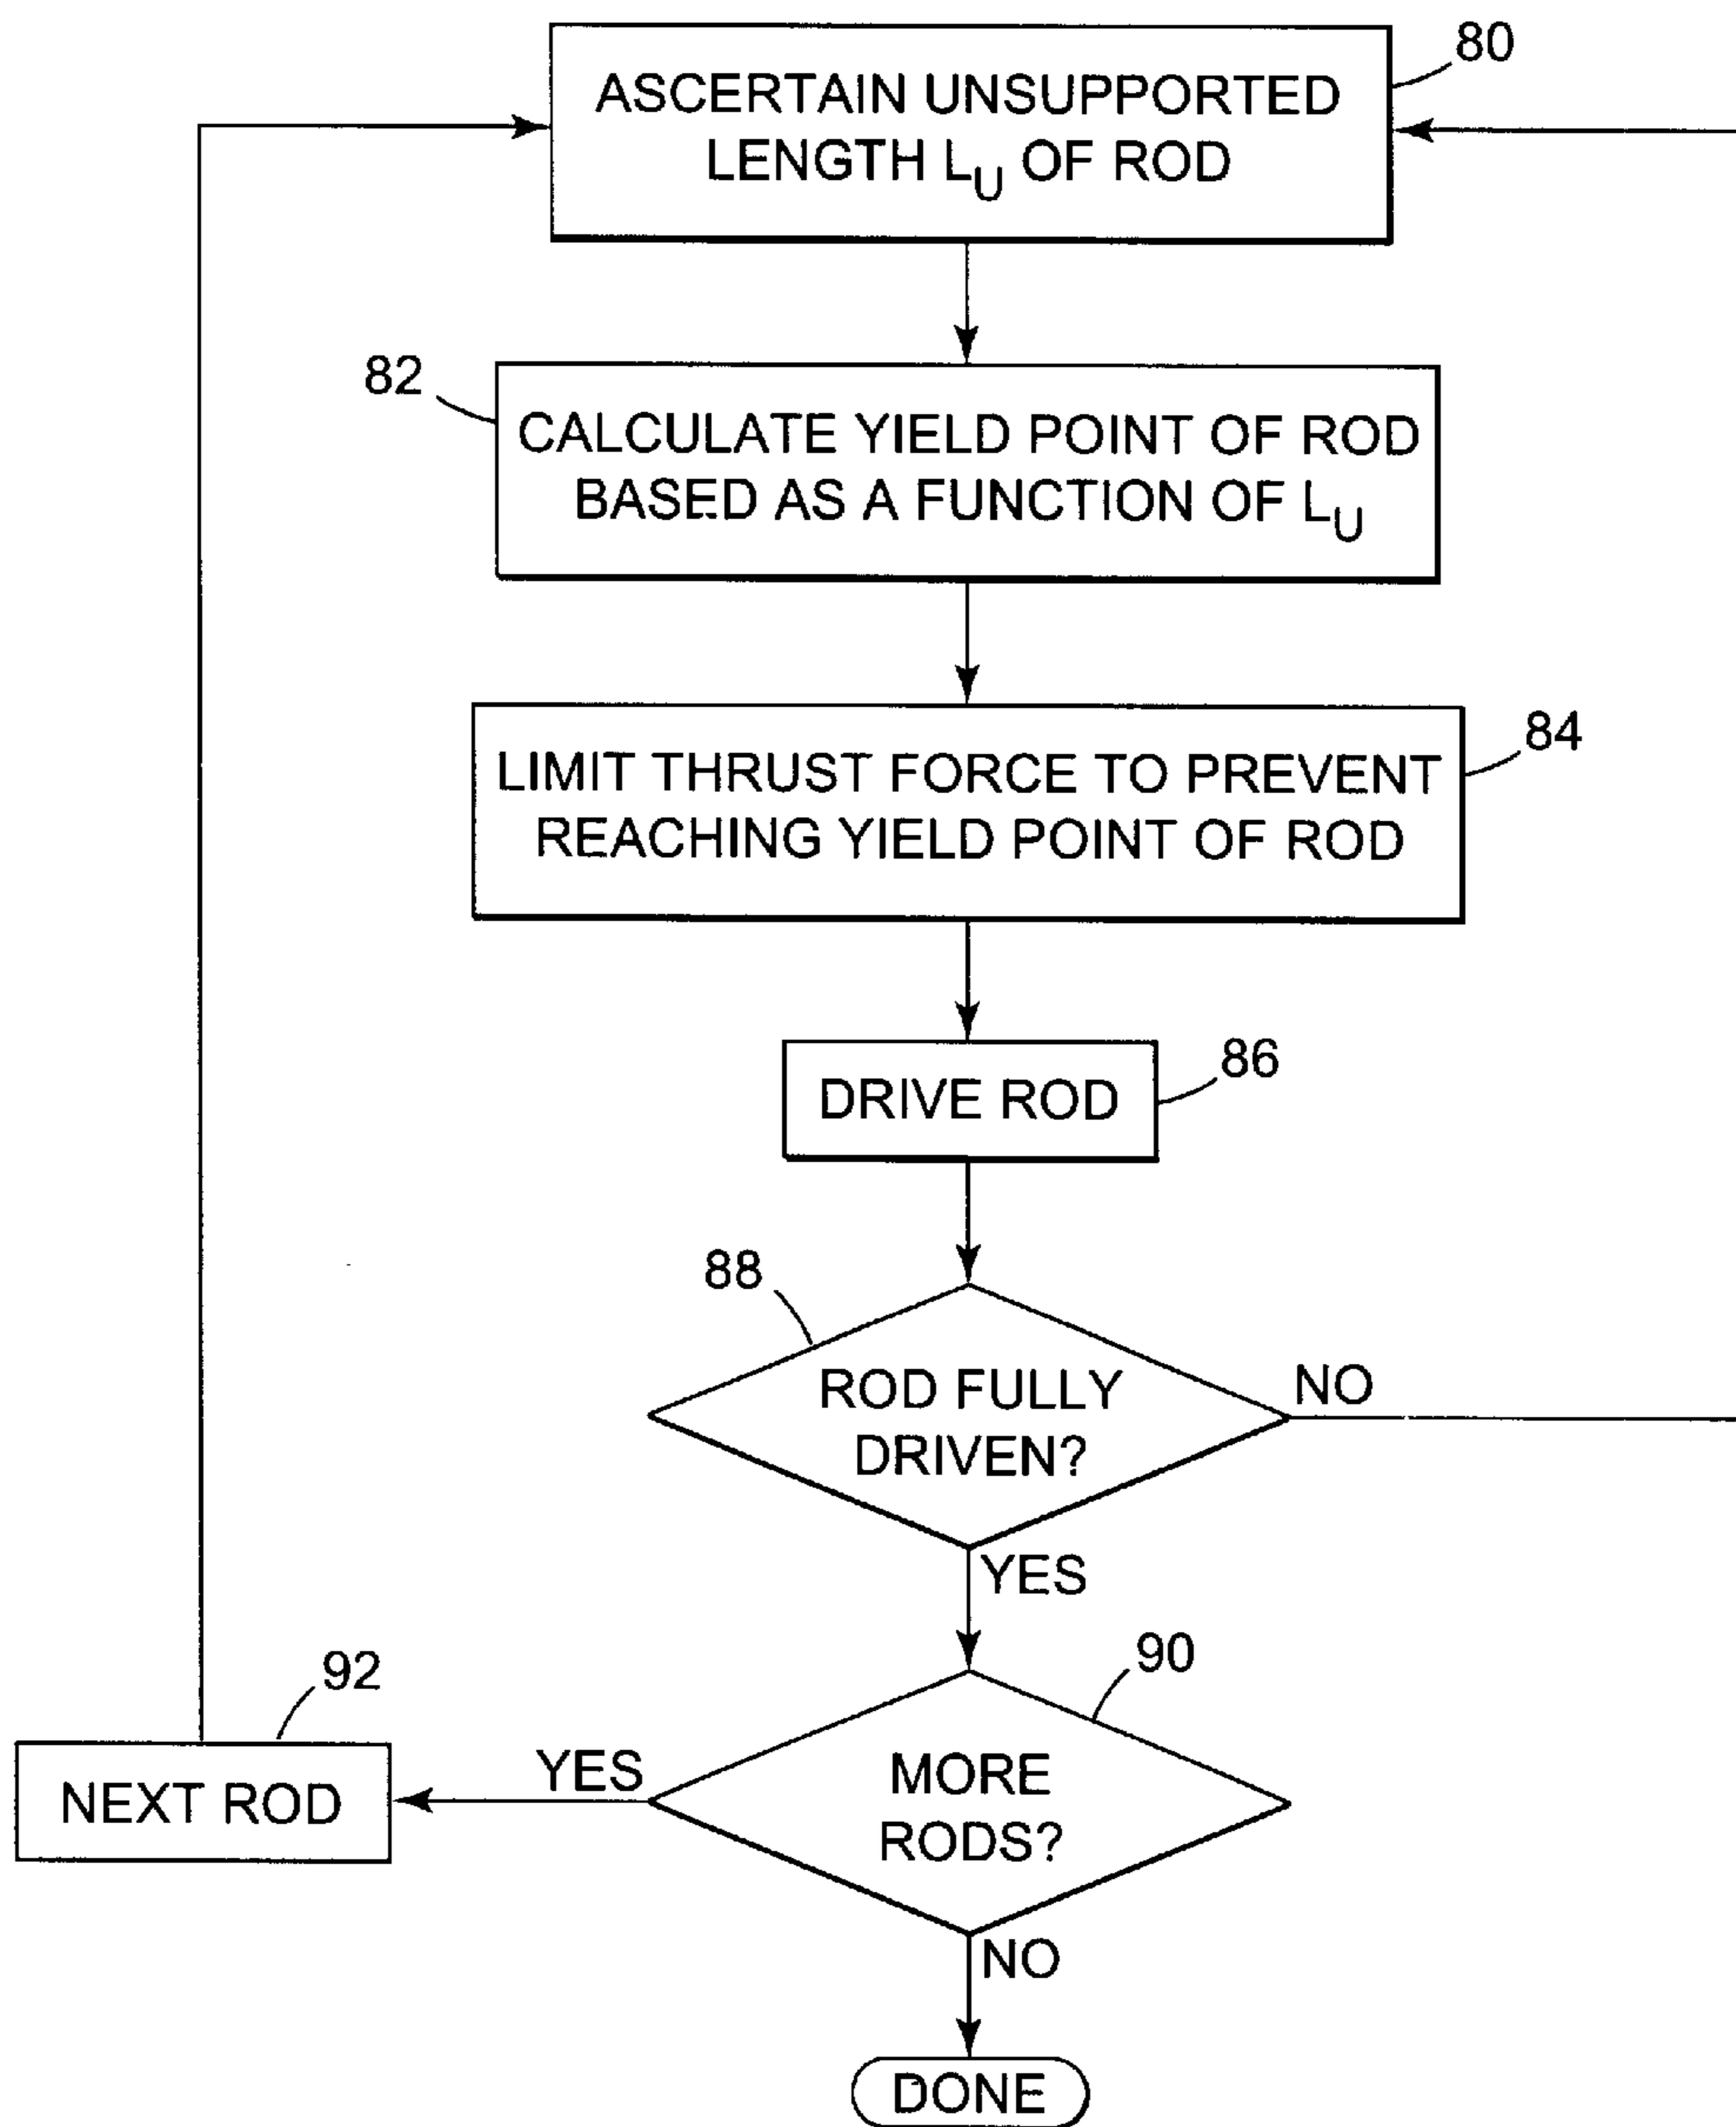 80
ASCERTAIN UNSUPPORTED
LENGTH LU OF ROD
82
CALCULATE YIELD POINT OF ROD
BASED AS A FUNCTION OF LU
84
LIMIT THRUST FORCE TO PREVENT
REACHING YIELD POINT OF ROD
86
DRIVE ROD
88
ROD FULLY
DRIVEN?
NO
YES
90
92
MORE
RODS?
YES
NEXT ROD
NO
DONE